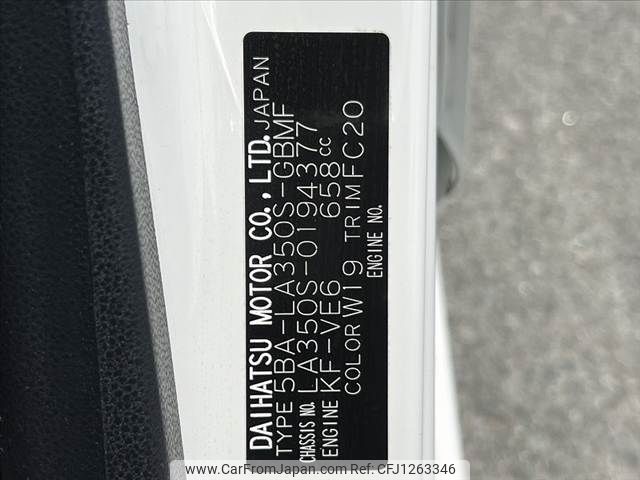 DAIHATSU MOTOR CO., LTD. JAPAN
TYPE 5BA-LA350S-GBMF
CHASSIS NO. LA350S-0194377
ENGINE KF-VE6 658cc
COLOR W19 TRIM FC20
ENGINE NO.
www.CarFromJapan.com - Ref No: CFJ1263346